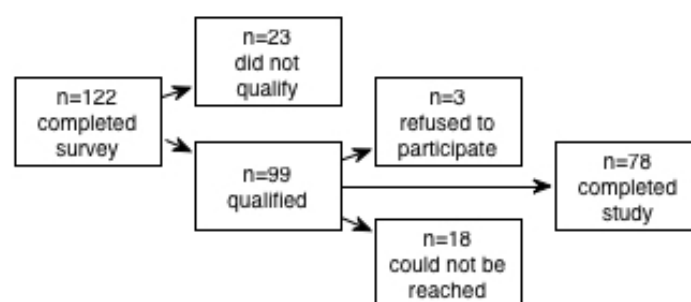 n=122
completed
survey
n=23
did not
qualify
n=99
qualified
n=3
refused to
participate
n=18
could not be
reached
n=78
completed
study